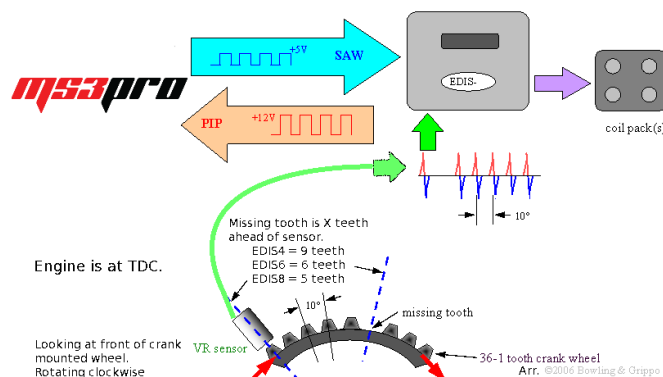 +5V SAW
EDIS-
ms3pro
PIP +12V
coil pack(s)
10°
Missing tooth is X teeth
ahead of sensor.
EDIS4 = 9 teeth
EDIS6 = 6 teeth
EDIS8 = 5 teeth
Engine is at TDC.
10°
missing tooth
VR sensor
36-1 tooth crank wheel
Looking at front of crank
mounted wheel.
Rotating clockwise
Arr. ©2006 Bowling & Grippo